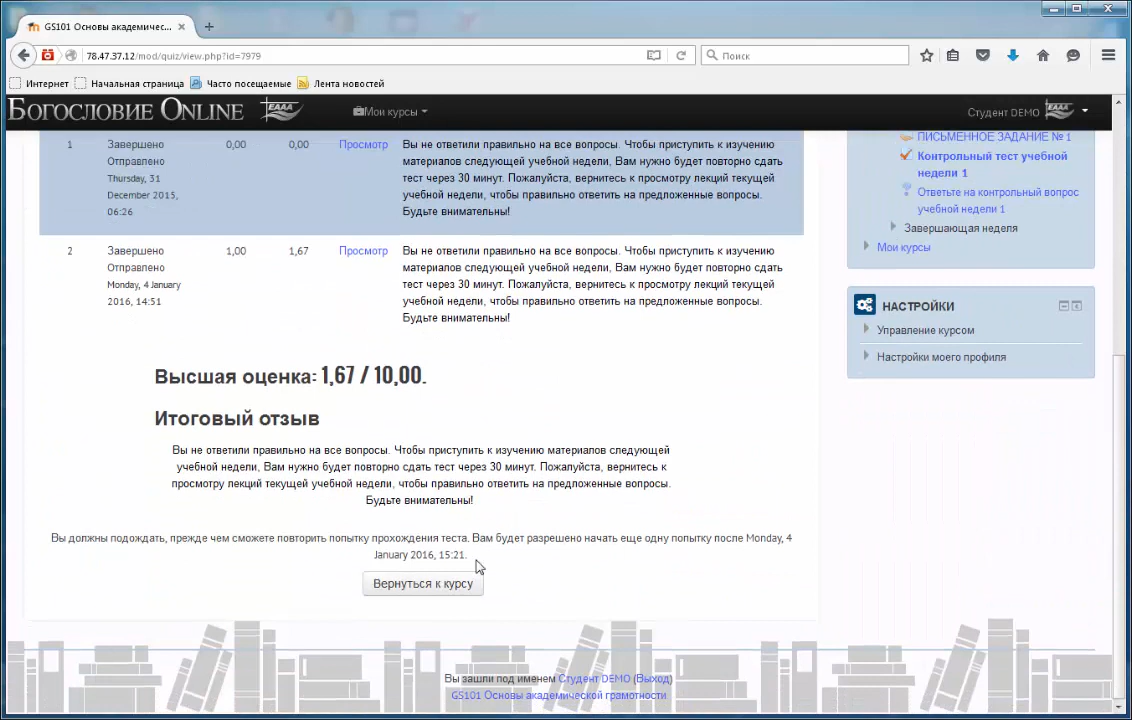 GS101 Основы академичес...
78.47.37.12/mod/quiz/view.php?id=7979
Поиск
Интернет Начальная страница Часто посещаемые Лента новостей
Богословие Online ЕААА Мои курсы Студент DEMO ЕААА
1 Завершено 0,00 0,00 Просмотр Вы не ответили правильно на все вопросы. Чтобы приступить к изучению
Отправлено материалов следующей учебной недели, Вам нужно будет повторно сдать
Thursday, 31 тест через 30 минут. Пожалуйста, вернитесь к просмотру лекций текущей
December 2015, учебной недели, чтобы правильно ответить на предложенные вопросы.
06:26 Будьте внимательны!
2 Завершено 1,00 1,67 Просмотр Вы не ответили правильно на все вопросы. Чтобы приступить к изучению
Отправлено материалов следующей учебной недели, Вам нужно будет повторно сдать
Monday, 4 January тест через 30 минут. Пожалуйста, вернитесь к просмотру лекций текущей
2016, 14:51 учебной недели, чтобы правильно ответить на предложенные вопросы.
Будьте внимательны!
Высшая оценка: 1,67 / 10,00.
Итоговый отзыв
Вы не ответили правильно на все вопросы. Чтобы приступить к изучению материалов следующей
учебной недели, Вам нужно будет повторно сдать тест через 30 минут. Пожалуйста, вернитесь к
просмотру лекций текущей учебной недели, чтобы правильно ответить на предложенные вопросы.
Будьте внимательны!
Вы должны подождать, прежде чем сможете повторить попытку прохождения теста. Вам будет разрешено начать еще одну попытку после Monday, 4
January 2016, 15:21.
Вернуться к курсу
ПИСЬМЕННОЕ ЗАДАНИЕ № 1
Контрольный тест учебной
недели 1
Ответьте на контрольный вопрос
учебной недели 1
Завершающая неделя
Мои курсы
НАСТРОЙКИ
Управление курсом
Настройки моего профиля
Вы зашли под именем Студент DEMO (Выход)
GS101 Основы академической грамотности